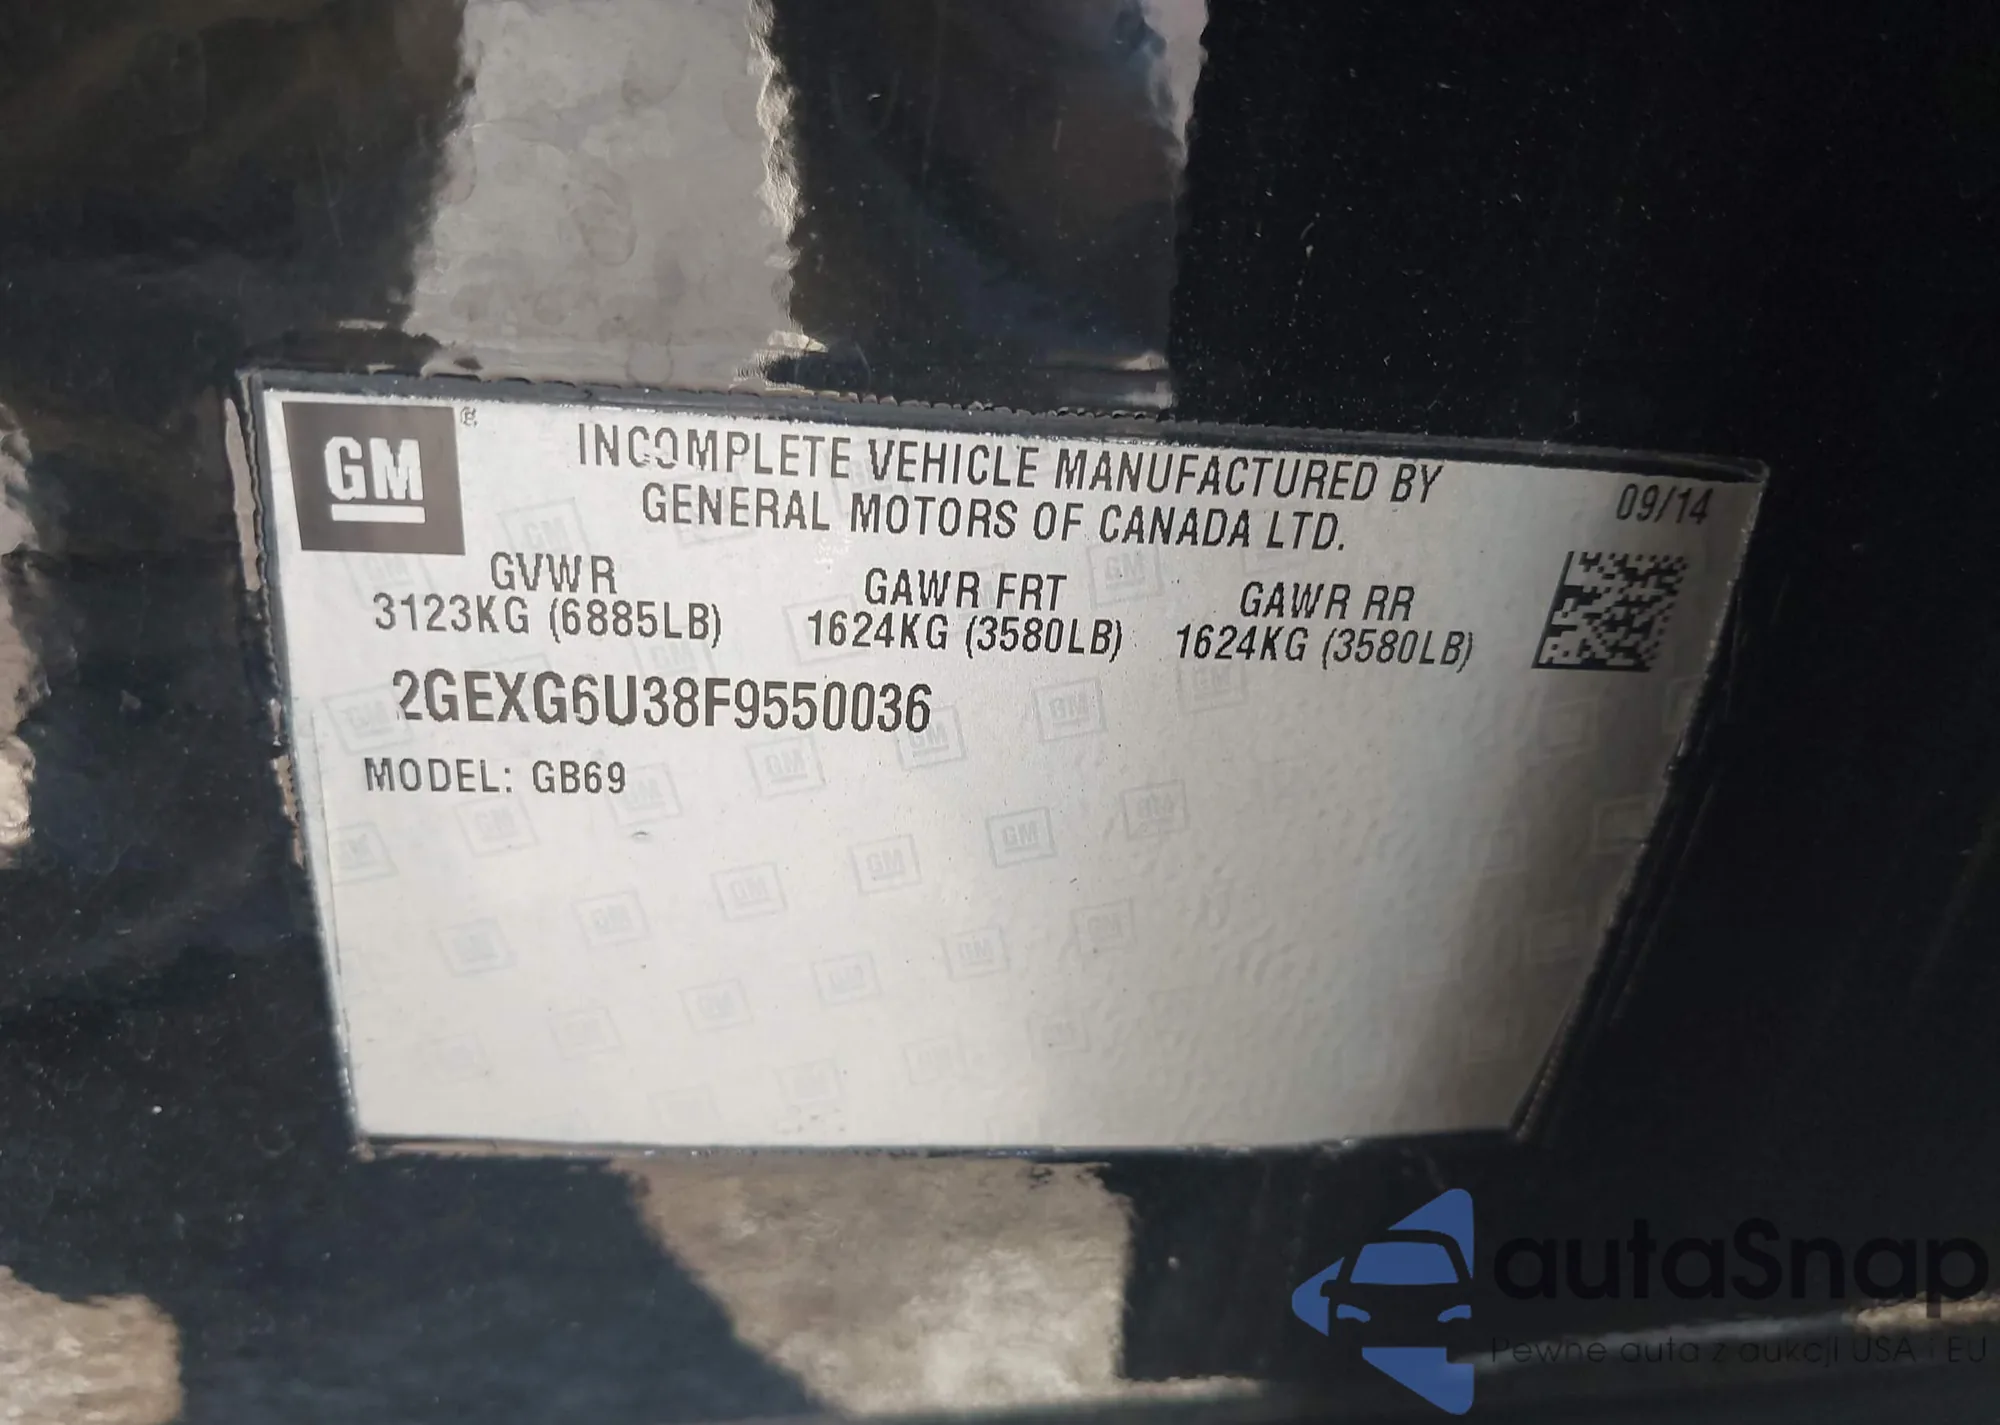 GM ®
INCOMPLETE VEHICLE MANUFACTURED BY
GENERAL MOTORS OF CANADA LTD.
09/14
GVWR
3123KG (6885LB)
GAWR FRT
1624KG (3580LB)
GAWR RR
1624KG (3580LB)
2GEXG6U38F9550036
MODEL: GB69
autaSnap
Pewne auta z aukcji USA i EU